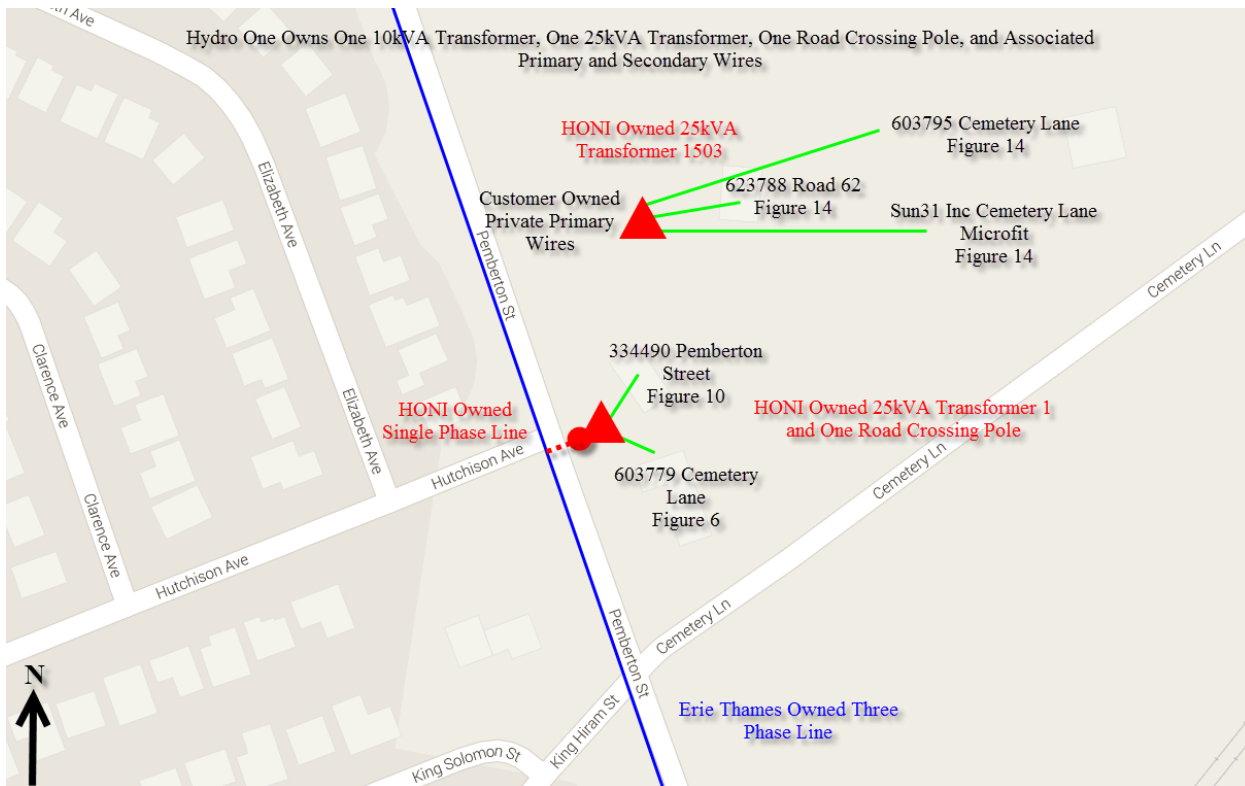 eth Ave
Hydro One Owns One 10kVA Transformer, One 25kVA Transformer, One Road Crossing Pole, and Associated
Primary and Secondary Wires
HONI Owned 25kVA
Transformer 1503
603795 Cemetery Lane
Figure 14
Elizabeth Ave
623788 Road 62
Figure 14
Customer Owned
Private Primary
Wires
Sun31 Inc Cemetery Lane
Microfit
Figure 14
Pemberton St
Cemetery Ln
Clarence Ave
334490 Pemberton
Street
Figure 10
Elizabeth Ave
HONI Owned
Single Phase Line
HONI Owned 25kVA Transformer 1
and One Road Crossing Pole
Hutchison Ave
Cemetery Ln
603779 Cemetery
Lane
Figure 6
Clarence Ave
Hutchison Ave
Cemetery Ln
Pemberton St
N
Erie Thames Owned Three
Phase Line
King Hiram St
King Solomon St